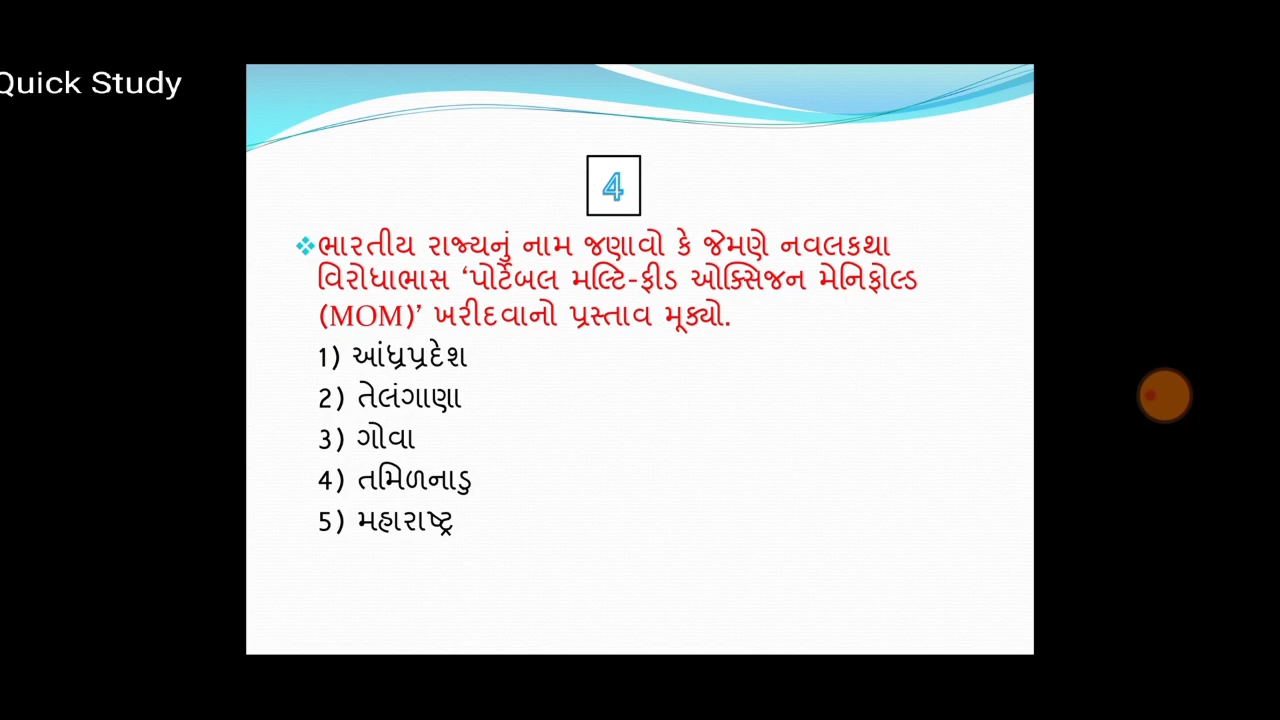 Quick Study
4
❖ભારતીય રાજ્યનું નામ જણાવો કે જેમણે નવલકથા
વિરોધાભાસ ‘પોર્ટેબલ મલ્ટિ-ફીડ ઓક્સિજન મેનિફોલ્ડ
(MOM)’ ખરીદવાનો પ્રસ્તાવ મૂક્યો.
1) આંધ્રપ્રદેશ
2) તેલંગાણા
3) ગોવા
4) તમિળનાડુ
5) મહારાષ્ટ્ર